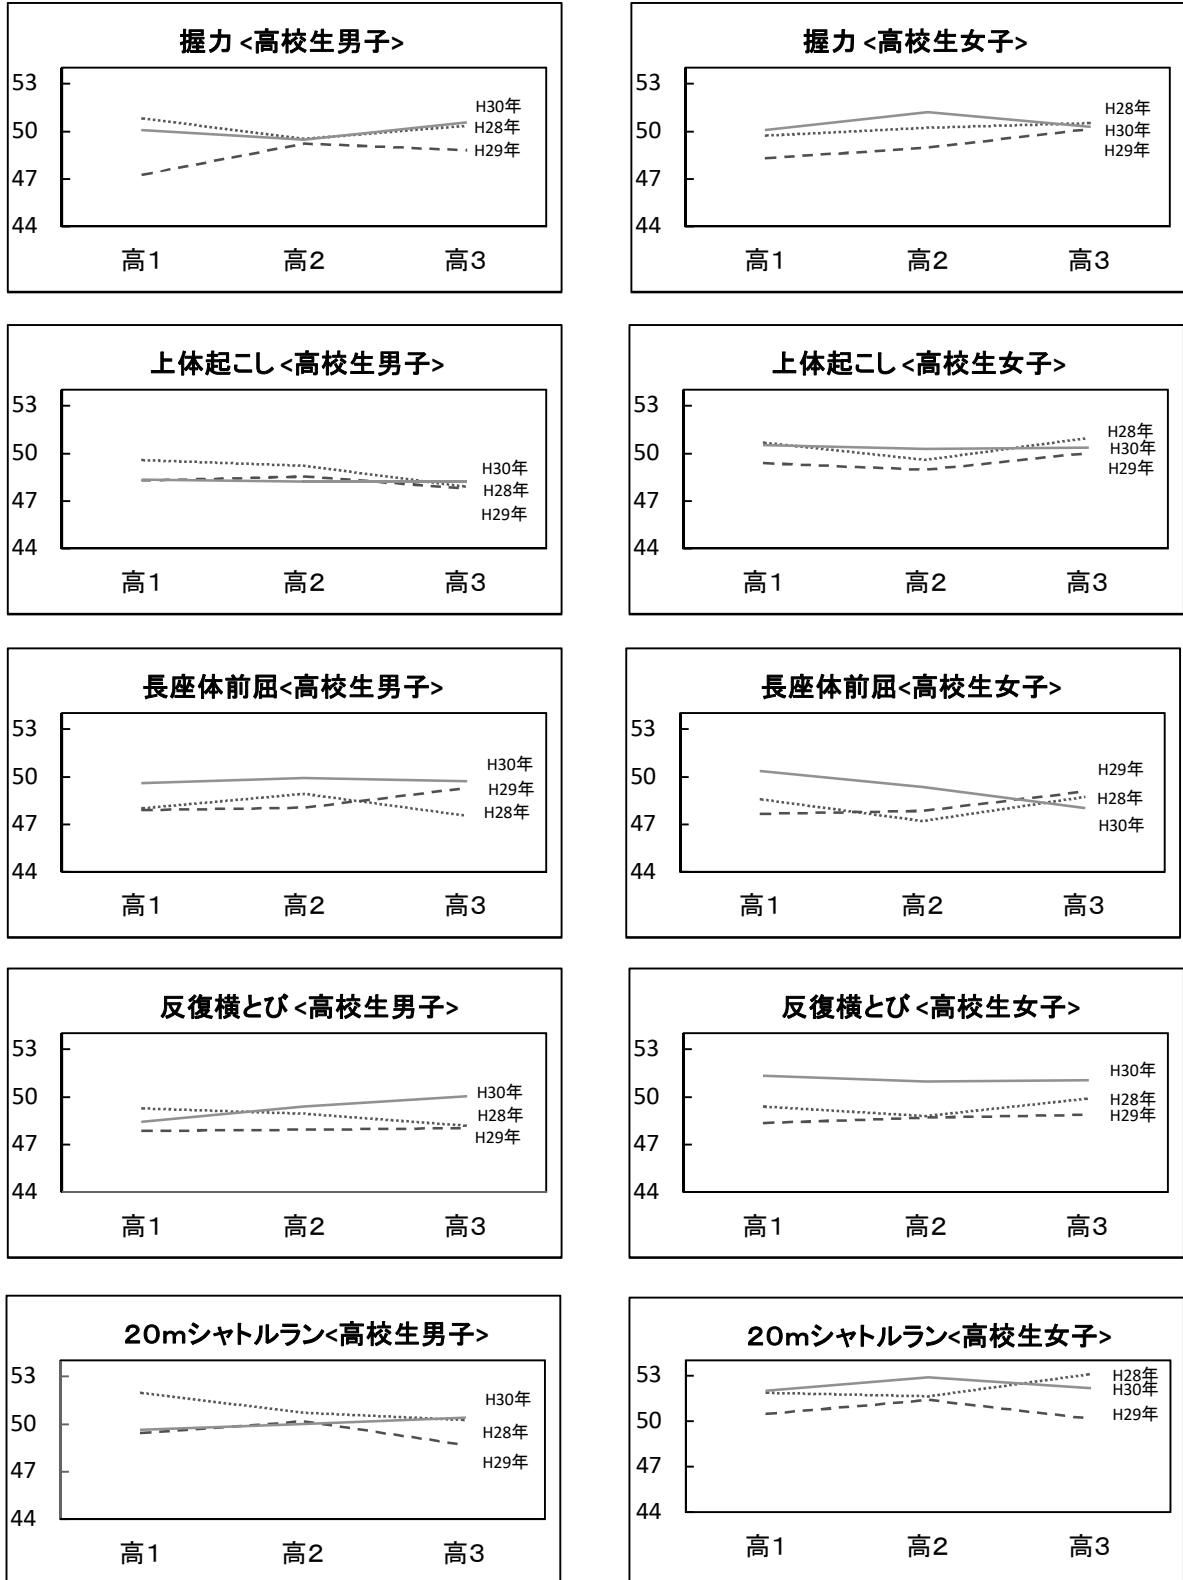 握力 <高校生男子>
53
50
47
44
H30年
H28年
H29年
高1 高2 高3
握力 <高校生女子>
53
50
47
44
H28年
H30年
H29年
高1 高2 高3
上体起こし <高校生男子>
53
50
47
44
H30年
H28年
H29年
高1 高2 高3
上体起こし <高校生女子>
53
50
47
44
H28年
H30年
H29年
高1 高2 高3
長座体前屈<高校生男子>
53
50
47
44
H30年
H29年
H28年
高1 高2 高3
長座体前屈<高校生女子>
53
50
47
44
H29年
H28年
H30年
高1 高2 高3
反復横とび <高校生男子>
53
50
47
44
H30年
H28年
H29年
高1 高2 高3
反復横とび <高校生女子>
53
50
47
44
H30年
H28年
H29年
高1 高2 高3
20mシャトルラン<高校生男子>
53
50
47
44
H30年
H28年
H29年
高1 高2 高3
20mシャトルラン<高校生女子>
53
50
47
44
H28年
H30年
H29年
高1 高2 高3